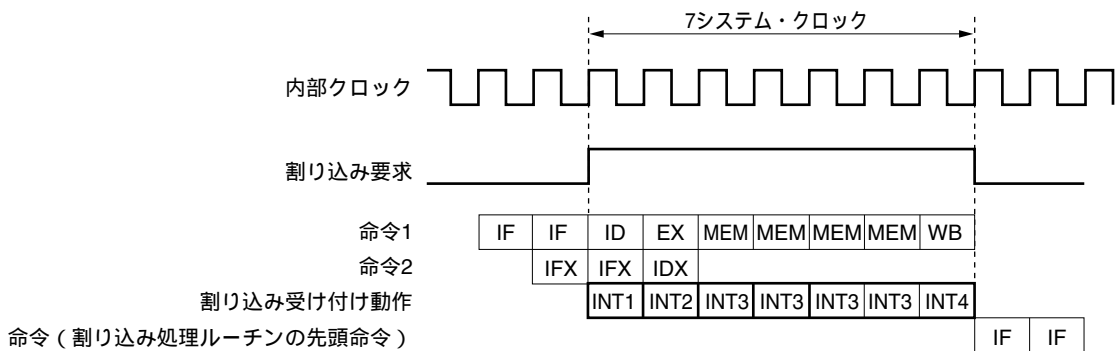 7システム・クロック
内部クロック
割り込み要求
命令1 IF IF ID EX MEM MEM MEM MEM WB
命令2 IFX IFX IDX
割り込み受け付け動作 INT1 INT2 INT3 INT3 INT3 INT3 INT4
命令（割り込み処理ルーチンの先頭命令） IF IF